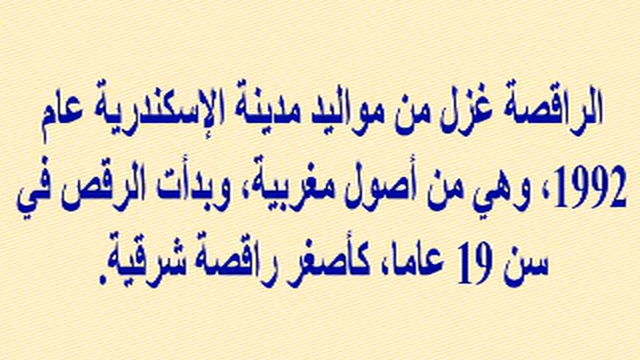 الراقصة غزل من مواليد مدينة الإسكندرية عام
1992، وهي من أصول مغربية، وبدأت الرقص في
سن 19 عاما، كأصغر راقصة شرقية.